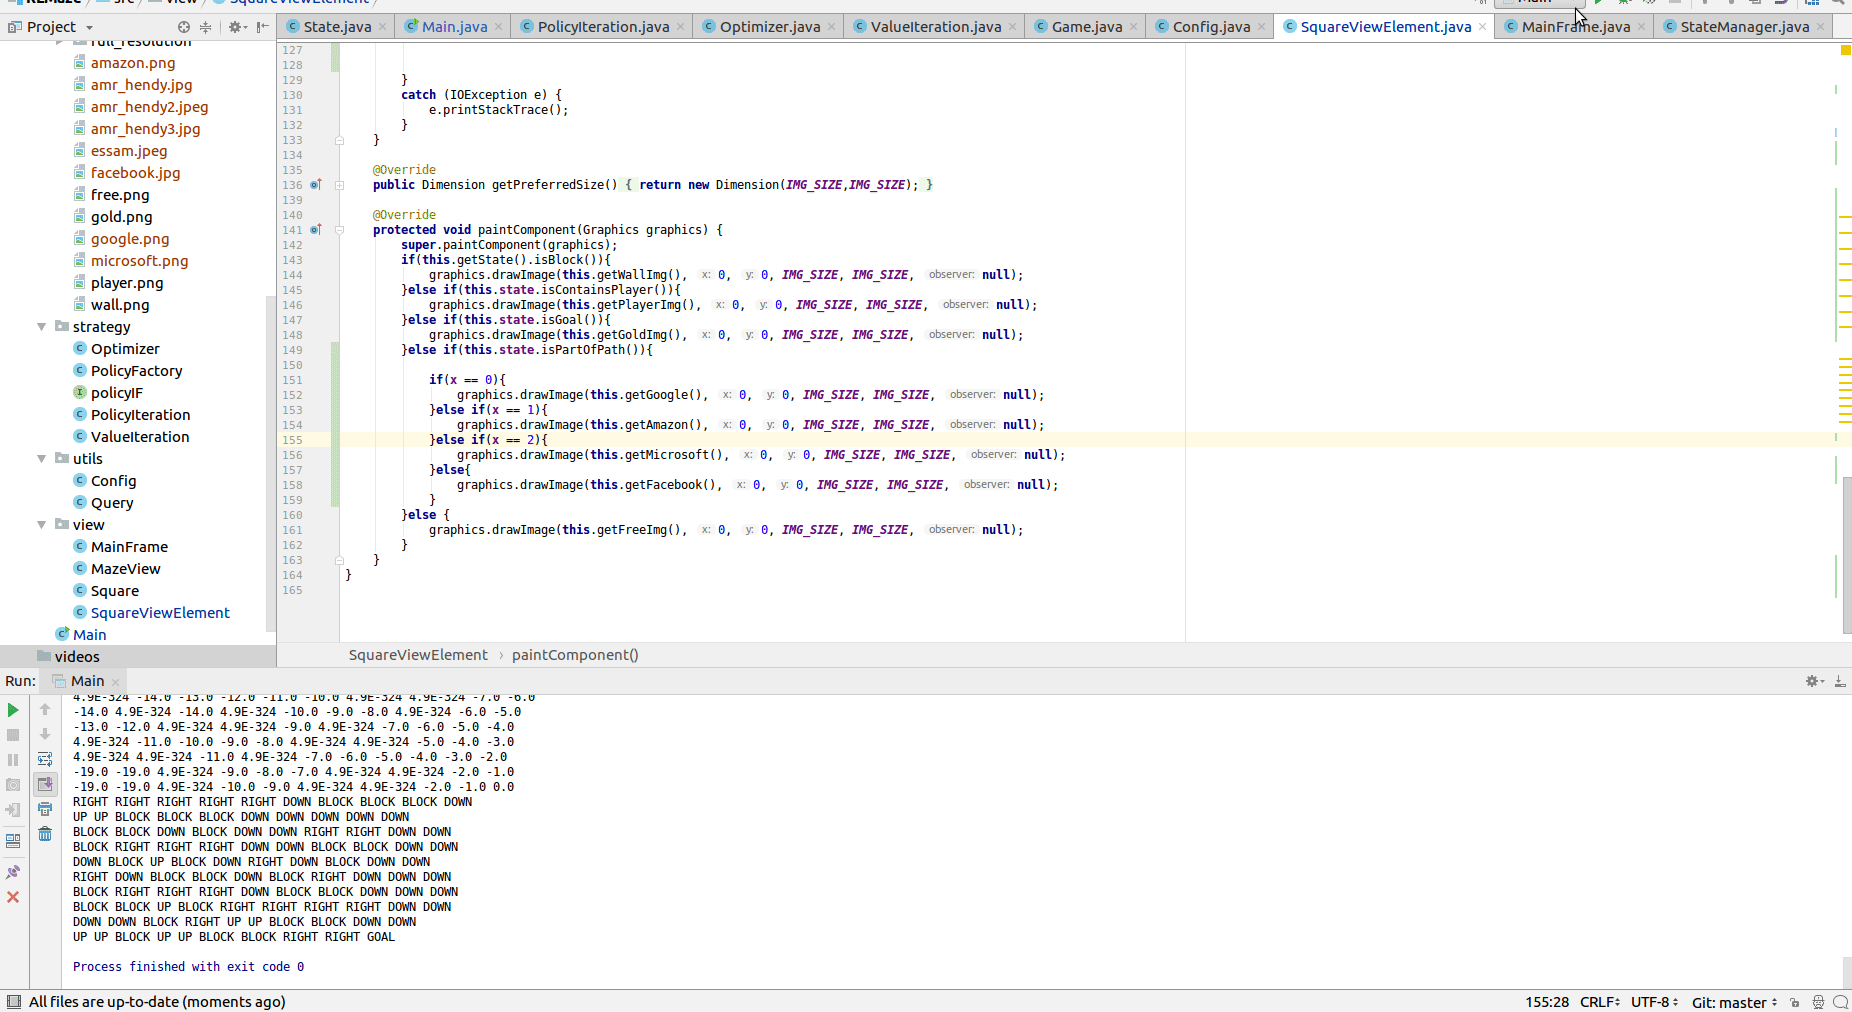 src view SquareViewElement Main
Project
State.java Main.java PolicyIteration.java Optimizer.java ValueIteration.java Game.java Config.java SquareViewElement.java MainFrame.java StateManager.java
full_resolution
amazon.png
amr_hendy.jpg
amr_hendy2.jpeg
amr_hendy3.jpg
essam.jpeg
facebook.jpg
free.png
gold.png
google.png
microsoft.png
player.png
wall.png
strategy
Optimizer
PolicyFactory
policyIF
PolicyIteration
ValueIteration
utils
Config
Query
view
MainFrame
MazeView
Square
SquareViewElement
Main
videos
127
128
129 }
130 catch (IOException e) {
131 e.printStackTrace();
132 }
133 }
134
135 @Override
136 public Dimension getPreferredSize() { return new Dimension(IMG_SIZE,IMG_SIZE); }
139
140 @Override
141 protected void paintComponent(Graphics graphics) {
142 super.paintComponent(graphics);
143 if(this.getState().isBlock()){
144 graphics.drawImage(this.getWallImg(), x: 0, y: 0, IMG_SIZE, IMG_SIZE, observer: null);
145 }else if(this.state.isContainsPlayer()){
146 graphics.drawImage(this.getPlayerImg(), x: 0, y: 0, IMG_SIZE, IMG_SIZE, observer: null);
147 }else if(this.state.isGoal()){
148 graphics.drawImage(this.getGoldImg(), x: 0, y: 0, IMG_SIZE, IMG_SIZE, observer: null);
149 }else if(this.state.isPartOfPath()){
150
151 if(x == 0){
152 graphics.drawImage(this.getGoogle(), x: 0, y: 0, IMG_SIZE, IMG_SIZE, observer: null);
153 }else if(x == 1){
154 graphics.drawImage(this.getAmazon(), x: 0, y: 0, IMG_SIZE, IMG_SIZE, observer: null);
155 }else if(x == 2){
156 graphics.drawImage(this.getMicrosoft(), x: 0, y: 0, IMG_SIZE, IMG_SIZE, observer: null);
157 }else{
158 graphics.drawImage(this.getFacebook(), x: 0, y: 0, IMG_SIZE, IMG_SIZE, observer: null);
159 }
160 }else {
161 graphics.drawImage(this.getFreeImg(), x: 0, y: 0, IMG_SIZE, IMG_SIZE, observer: null);
162 }
163 }
164 }
165
SquareViewElement › paintComponent()
Run: Main
4.9E-324 -14.0 -13.0 -12.0 -11.0 -10.0 4.9E-324 4.9E-324 -7.0 -6.0
-14.0 4.9E-324 -14.0 4.9E-324 -10.0 -9.0 -8.0 4.9E-324 -6.0 -5.0
-13.0 -12.0 4.9E-324 4.9E-324 -9.0 4.9E-324 -7.0 -6.0 -5.0 -4.0
4.9E-324 -11.0 -10.0 -9.0 -8.0 4.9E-324 4.9E-324 -5.0 -4.0 -3.0
4.9E-324 4.9E-324 -11.0 4.9E-324 -7.0 -6.0 -5.0 -4.0 -3.0 -2.0
-19.0 -19.0 4.9E-324 -9.0 -8.0 -7.0 4.9E-324 4.9E-324 -2.0 -1.0
-19.0 -19.0 4.9E-324 -10.0 -9.0 4.9E-324 4.9E-324 -2.0 -1.0 0.0
RIGHT RIGHT RIGHT RIGHT RIGHT DOWN BLOCK BLOCK BLOCK DOWN
UP UP BLOCK BLOCK BLOCK DOWN DOWN DOWN DOWN DOWN
BLOCK BLOCK DOWN BLOCK DOWN DOWN RIGHT RIGHT DOWN DOWN
BLOCK RIGHT RIGHT RIGHT DOWN DOWN BLOCK BLOCK DOWN DOWN
DOWN BLOCK UP BLOCK DOWN RIGHT DOWN BLOCK DOWN DOWN
RIGHT DOWN BLOCK BLOCK DOWN BLOCK RIGHT DOWN DOWN DOWN
BLOCK RIGHT RIGHT RIGHT DOWN BLOCK BLOCK DOWN DOWN DOWN
BLOCK BLOCK UP BLOCK RIGHT RIGHT RIGHT RIGHT DOWN DOWN
DOWN DOWN BLOCK RIGHT UP UP BLOCK BLOCK DOWN DOWN
UP UP BLOCK UP UP BLOCK BLOCK RIGHT RIGHT GOAL
Process finished with exit code 0
All files are up-to-date (moments ago) 155:28 CRLF UTF-8 Git: master